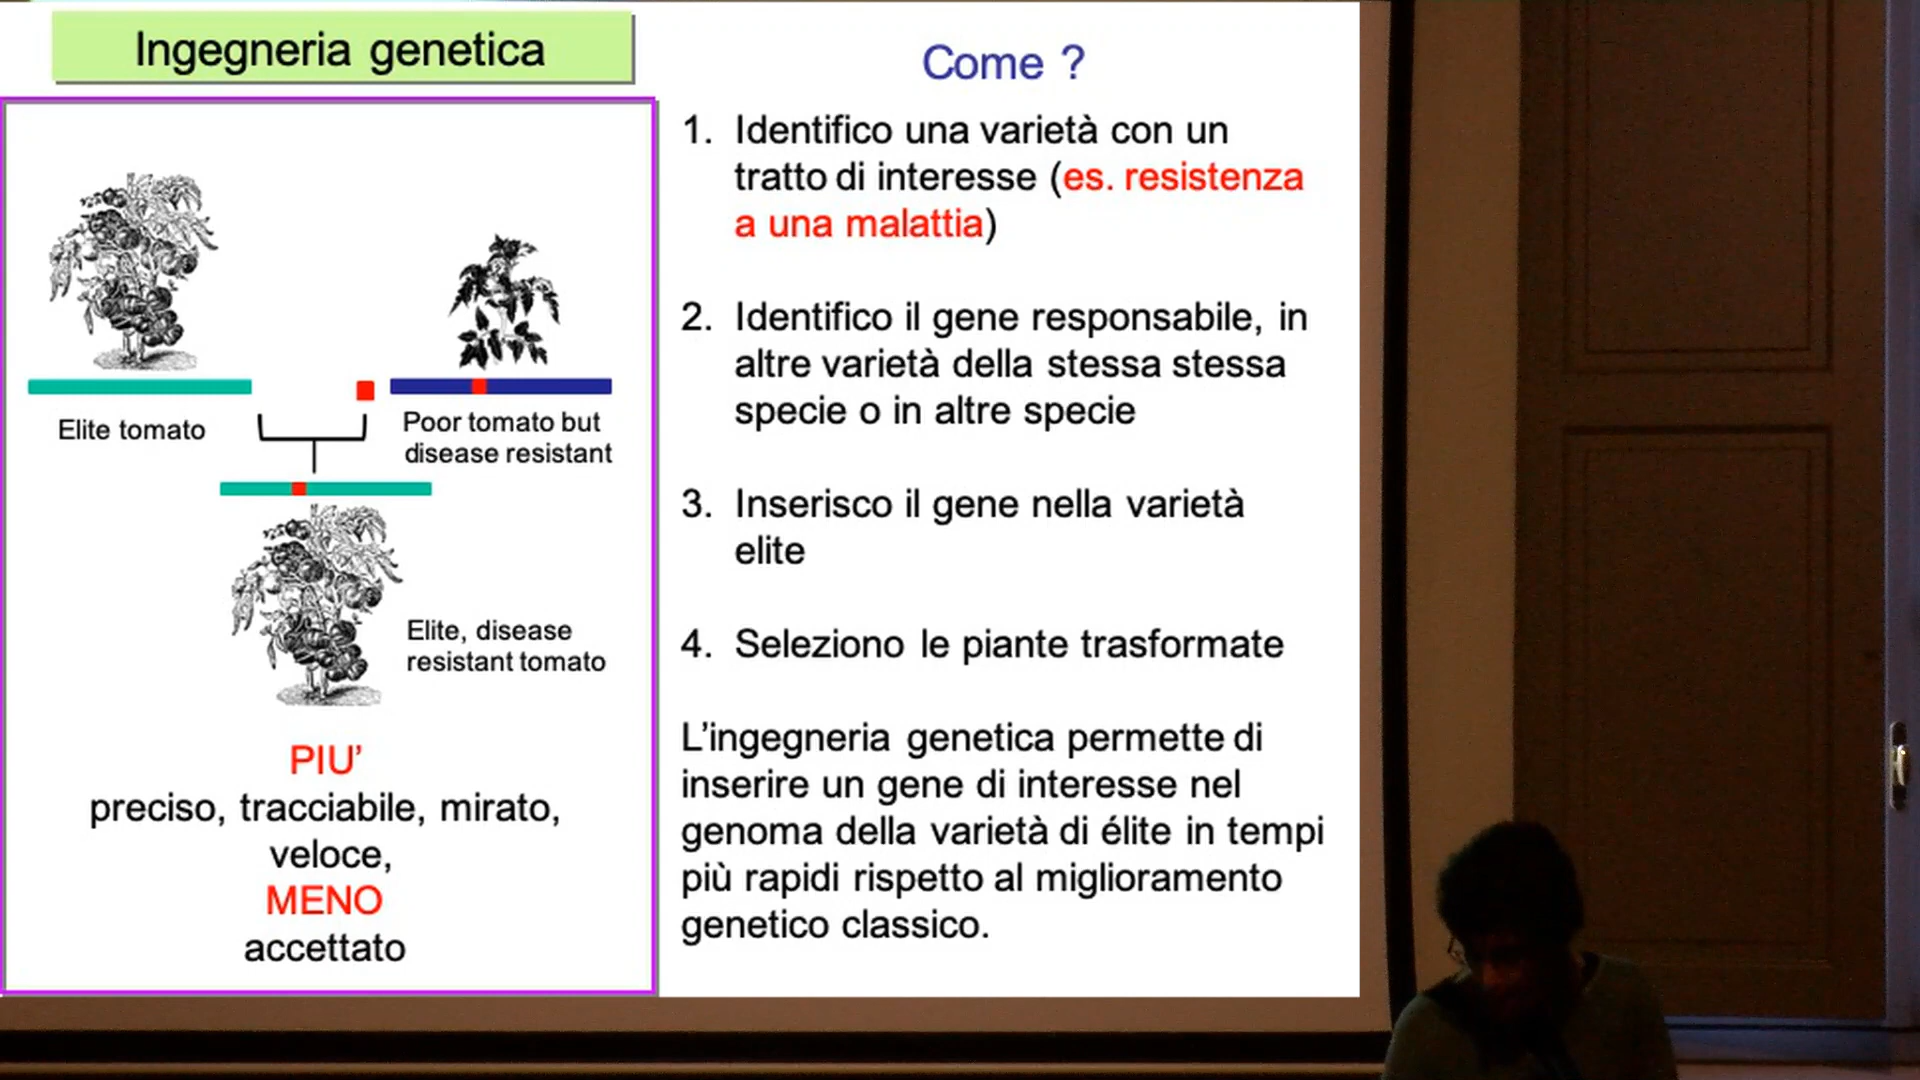 Ingegneria genetica
Elite tomato
Poor tomato but
disease resistant
Elite, disease
resistant tomato
PIU'
preciso, tracciabile, mirato,
veloce,
MENO
accettato
Come ?
1. Identifico una varietà con un
tratto di interesse (es. resistenza
a una malattia)
2. Identifico il gene responsabile, in
altre varietà della stessa stessa
specie o in altre specie
3. Inserisco il gene nella varietà
elite
4. Seleziono le piante trasformate
L'ingegneria genetica permette di
inserire un gene di interesse nel
genoma della varietà di élite in tempi
più rapidi rispetto al miglioramento
genetico classico.